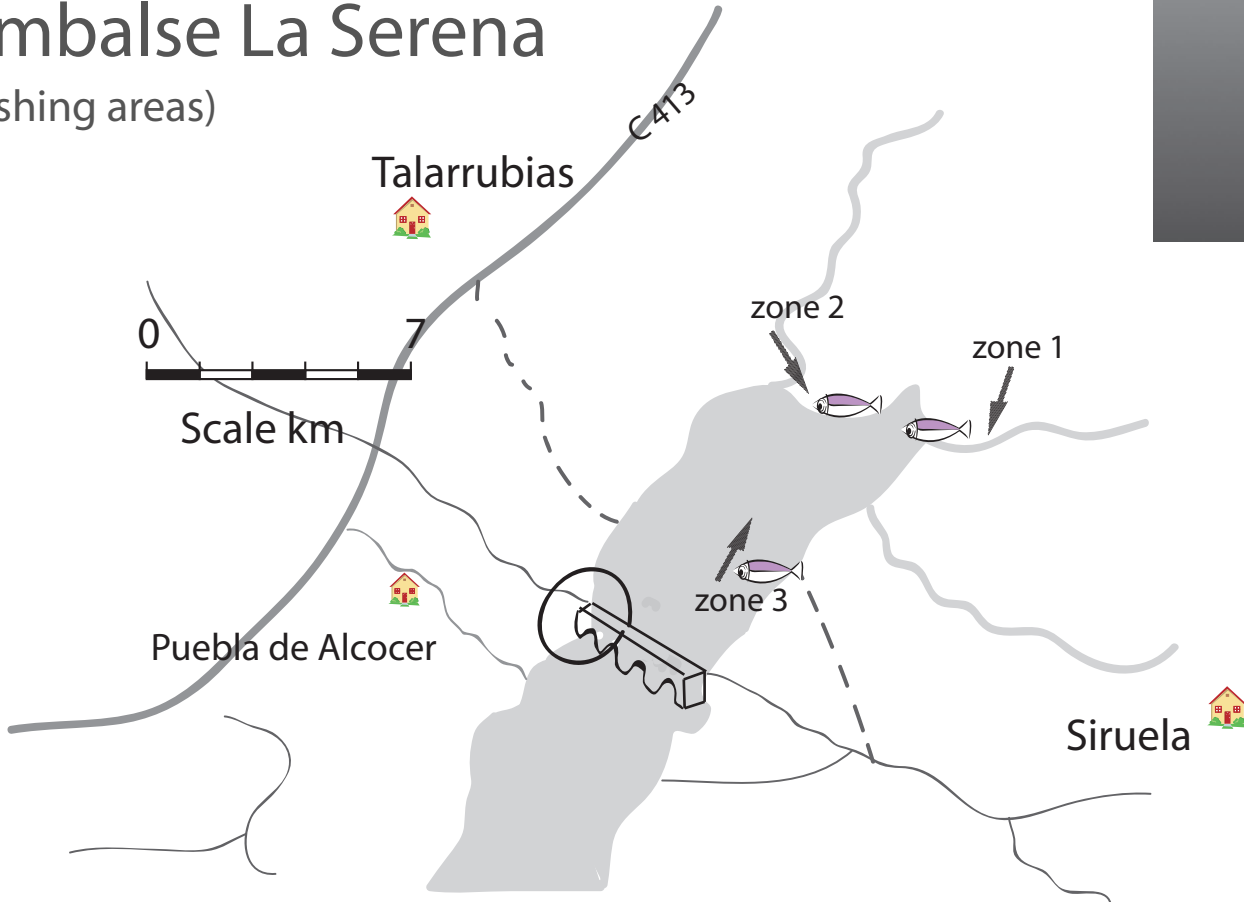 mbalse La Serena
shing areas)
C 413
Talarrubias
zone 2
0 7
zone 1
Scale km
zone 3
Puebla de Alcocer
Siruela